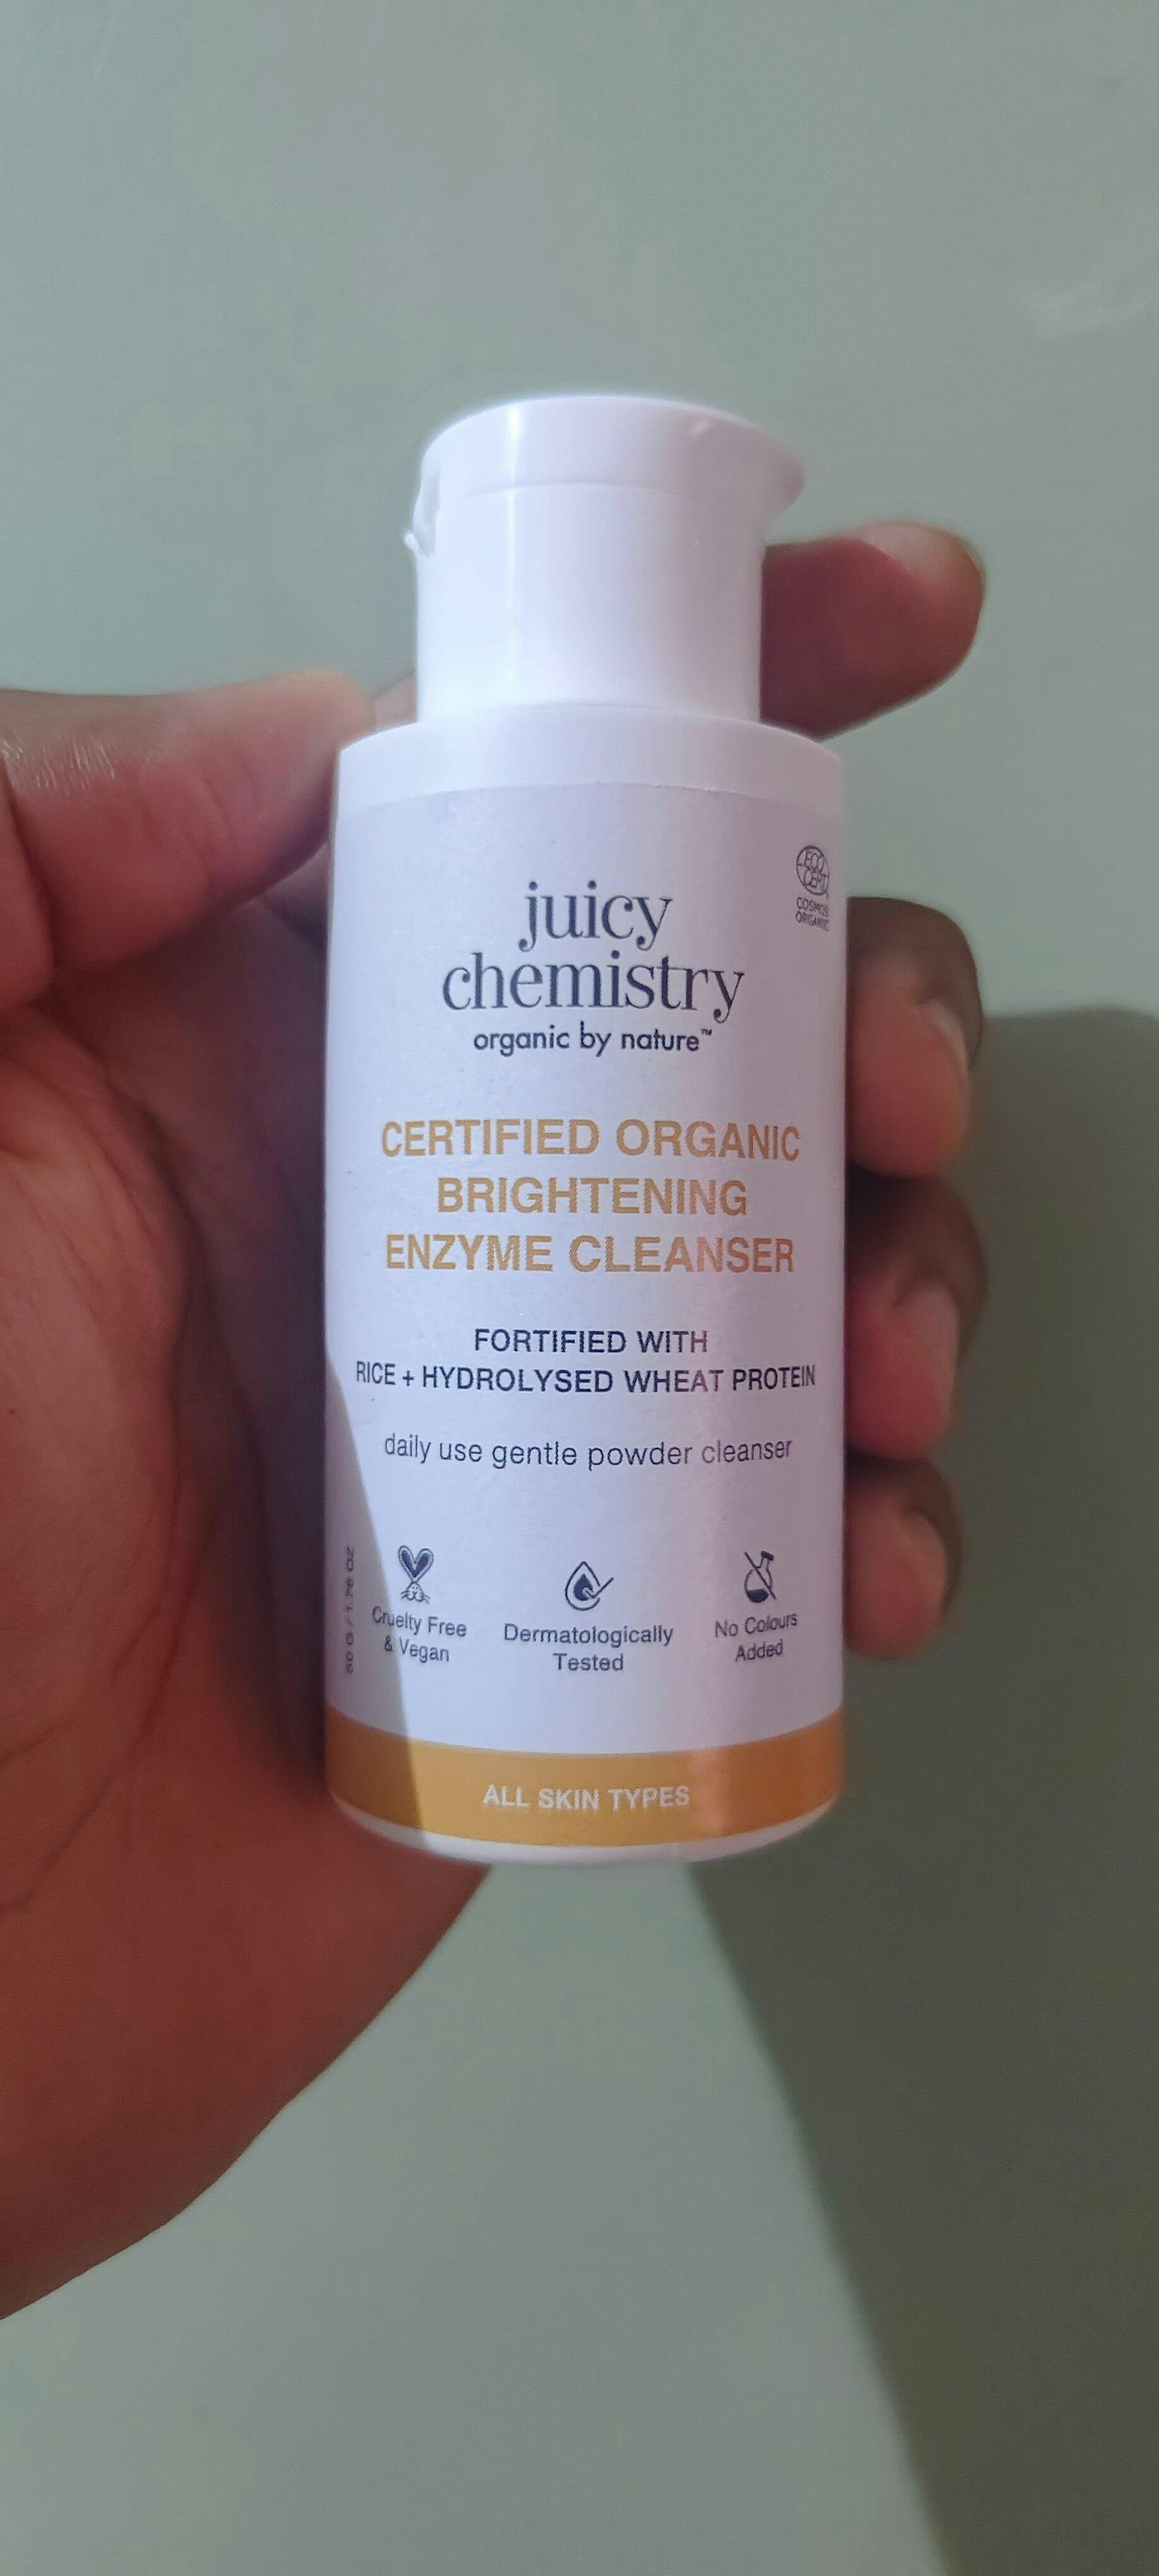 ECO
CERT
COSMOS
ORGANIC
juicy
chemistry
organic by nature™
CERTIFIED ORGANIC
BRIGHTENING
ENZYME CLEANSER
FORTIFIED WITH
RICE + HYDROLYSED WHEAT PROTEIN
daily use gentle powder cleanser
50 G / 1.76 OZ
Cruelty Free
& Vegan
Dermatologically
Tested
No Colours
Added
ALL SKIN TYPES